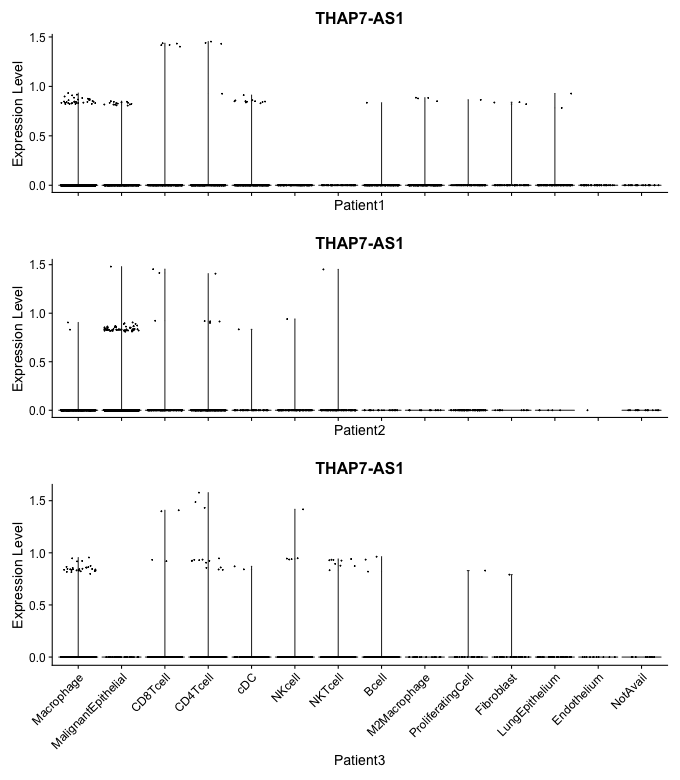 THAP7-AS1
Expression Level
1.5
1.0
0.5
0.0
Patient1
THAP7-AS1
Expression Level
1.5
1.0
0.5
0.0
Patient2
THAP7-AS1
Expression Level
1.5
1.0
0.5
0.0
Macrophage
MalignantEpithelial
CD8Tcell
CD4Tcell
cDC
NKcell
NKTcell
Bcell
M2Macrophage
ProliferatingCell
Fibroblast
LungEpithelium
Endothelium
NotAvail
Patient3